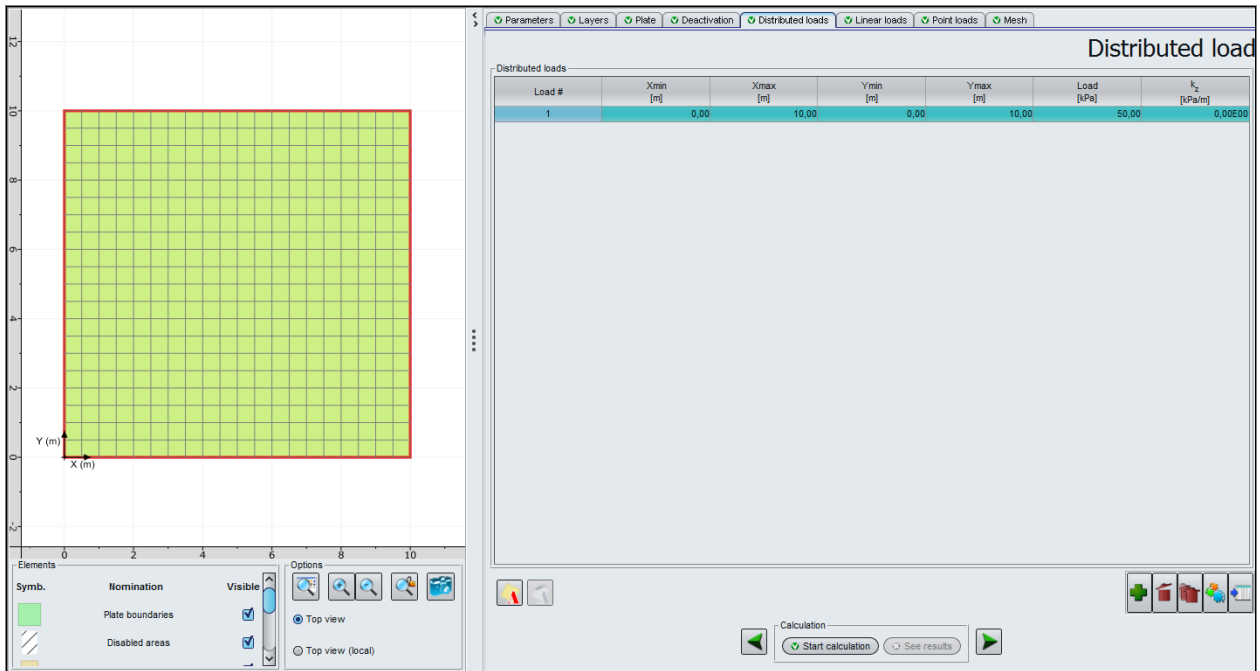 Parameters Layers Plate Deactivation Distributed loads Linear loads Point loads Mesh
Distributed load
Distributed loads
Load # Xmin [m] Xmax [m] Ymin [m] Ymax [m] Load [kPa] kz [kPa/m]
1 0,00 10,00 0,00 10,00 50,00 0,00E00
12
10
8
6
4
2
0
-2
Y (m)
X (m)
0 2 4 6 8 10
Elements
Symb. Nomination Visible
Plate boundaries
Disabled areas
Options
Top view
Top view (local)
Calculation
Start calculation See results